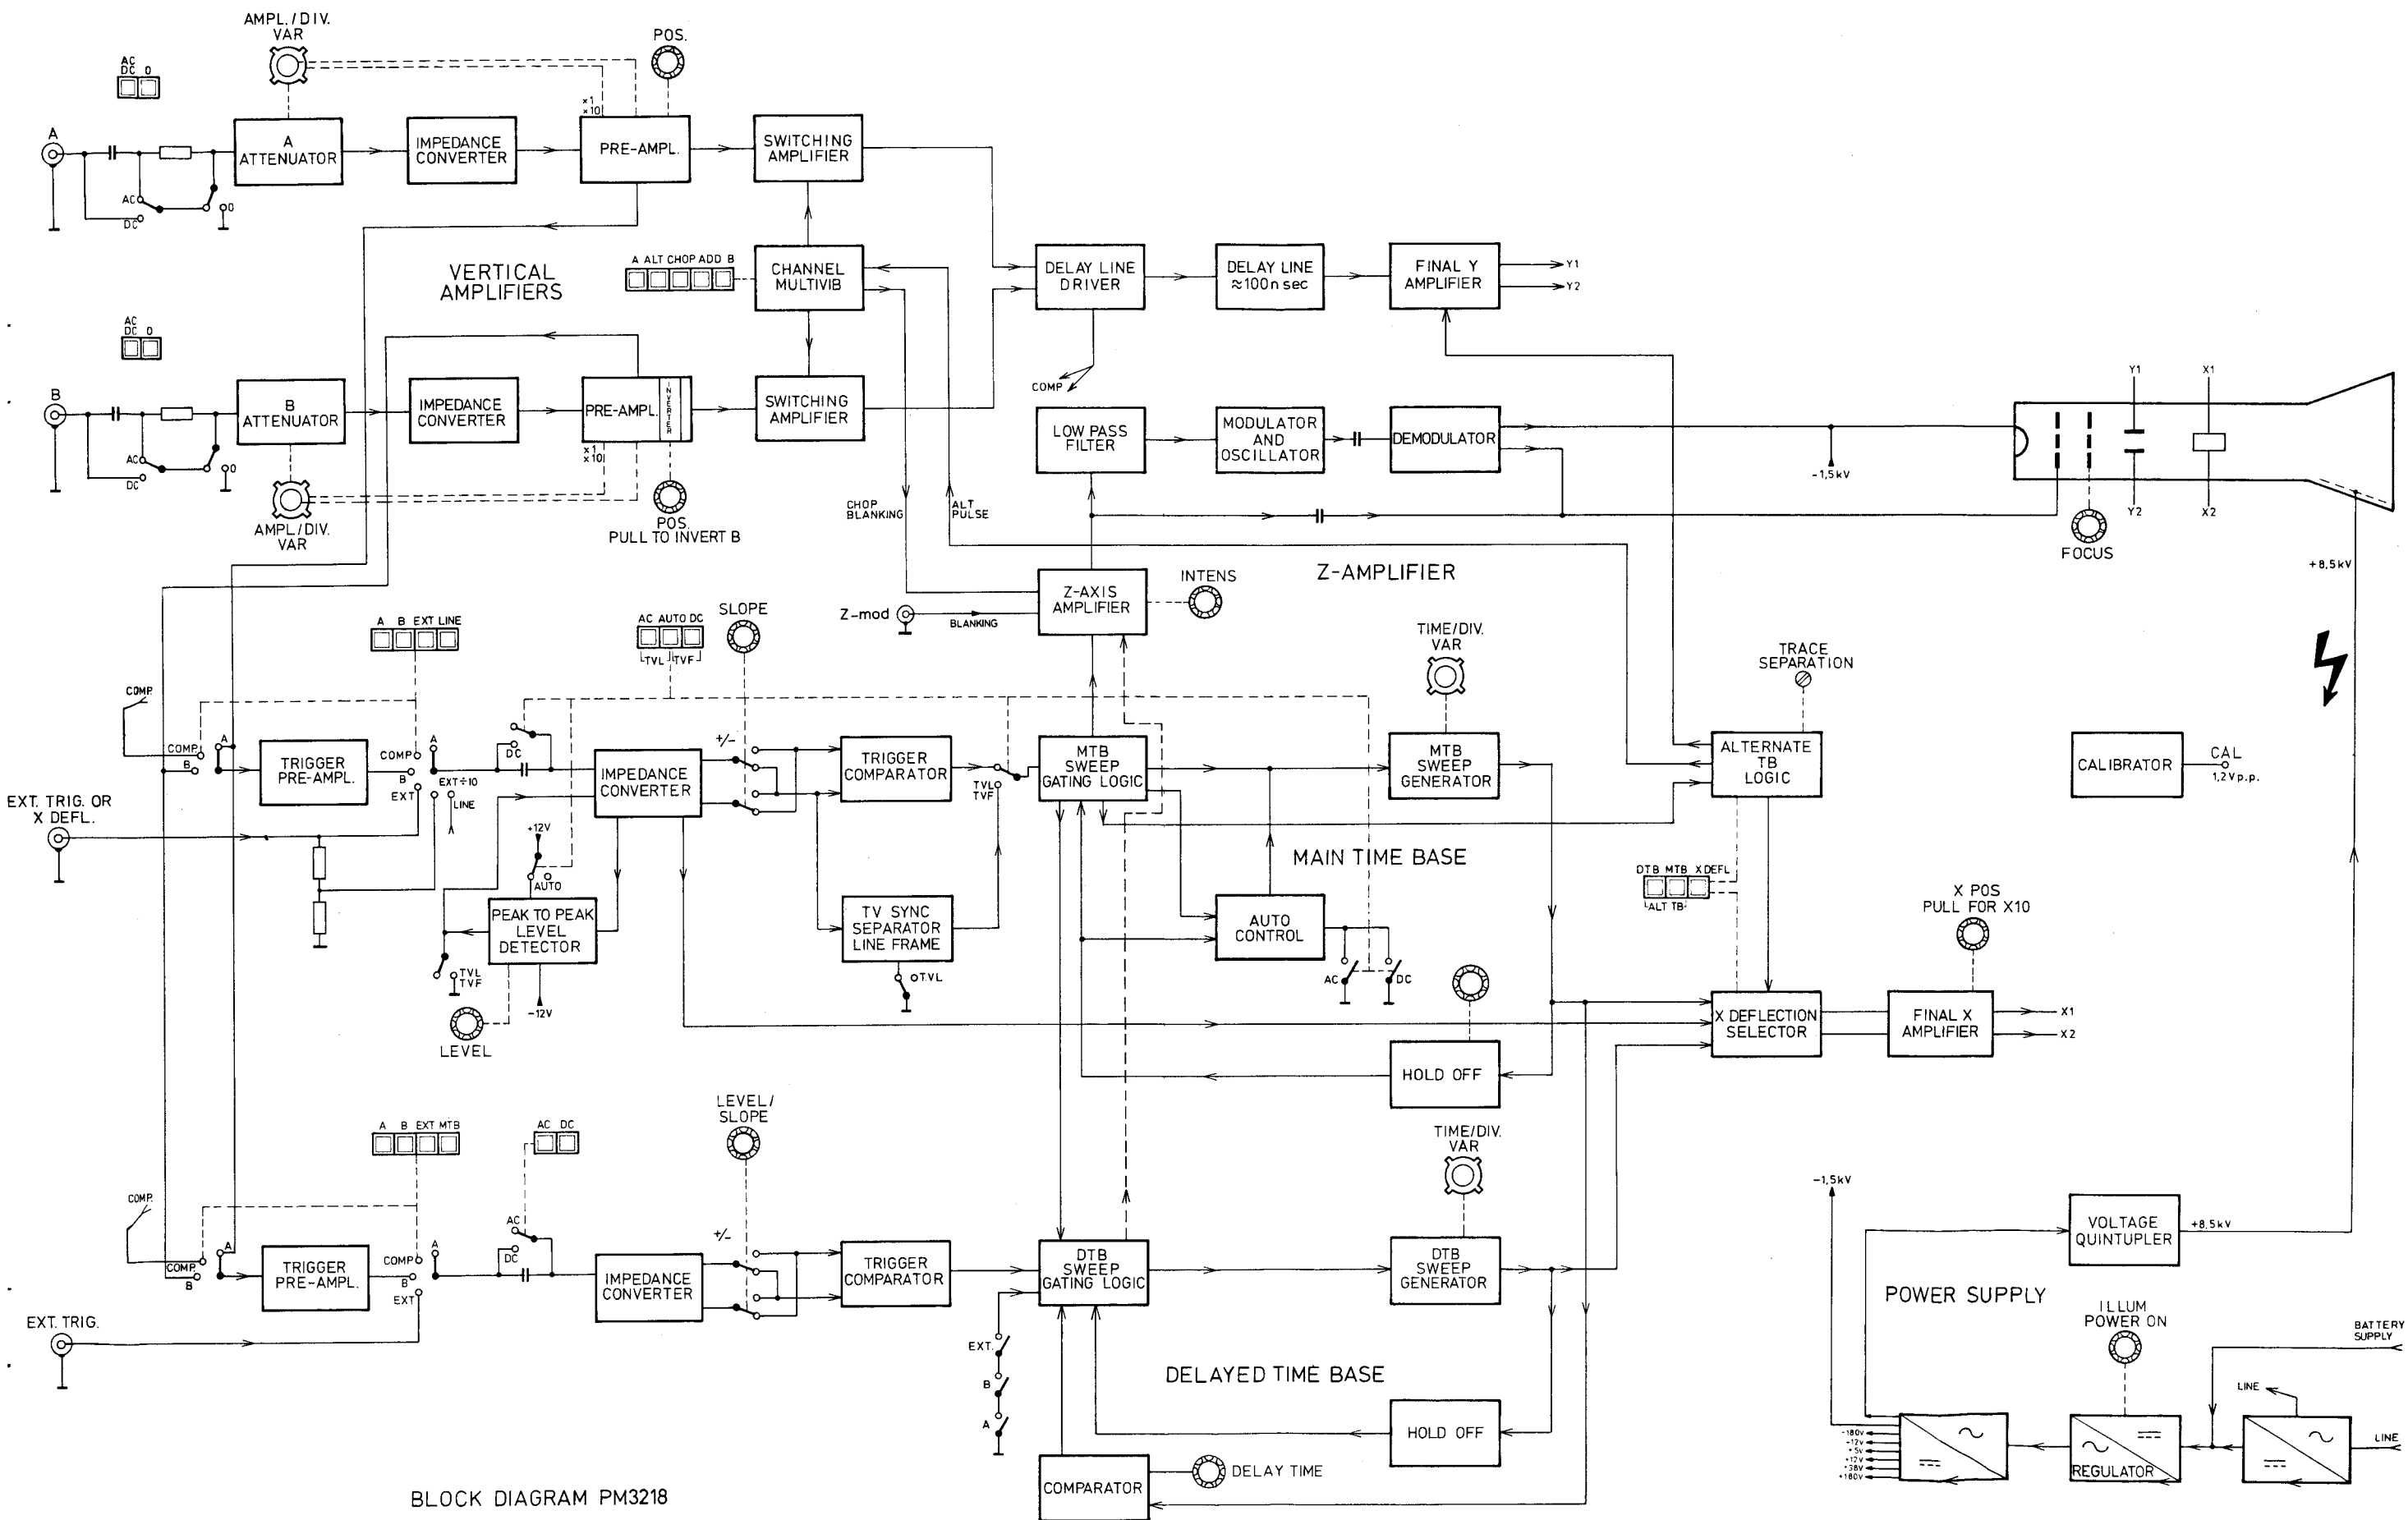 AMPL./DIV.
VAR
POS.
AC
DC 0
x1
x10
A
A
ATTENUATOR
IMPEDANCE
CONVERTER
PRE-AMPL.
SWITCHING
AMPLIFIER
AC
DC
0
VERTICAL
AMPLIFIERS
A ALT CHOP ADD B
CHANNEL
MULTIVIB
DELAY LINE
DRIVER
DELAY LINE
≈100n sec
FINAL Y
AMPLIFIER
Y1
Y2
AC
DC 0
COMP
B
B
ATTENUATOR
IMPEDANCE
CONVERTER
PRE-AMPL.
INVERTER
SWITCHING
AMPLIFIER
LOW PASS
FILTER
MODULATOR
AND
OSCILLATOR
DEMODULATOR
-1,5kV
Y1
X1
Y2
X2
FOCUS
+8,5kV
AC
DC
0
x1
x10
AMPL/DIV.
VAR
POS.
PULL TO INVERT B
CHOP
BLANKING
ALT
PULSE
Z-AMPLIFIER
Z-AXIS
AMPLIFIER
INTENS
Z-mod
BLANKING
A B EXT LINE
AC AUTO DC
TVL TVF
SLOPE
TIME/DIV.
VAR
TRACE
SEPARATION
COMP.
COMP.
B
A
TRIGGER
PRE-AMPL.
COMP.
B
EXT
A
EXT÷10
LINE
DC
IMPEDANCE
CONVERTER
+/-
TRIGGER
COMPARATOR
TVL
TVF
MTB
SWEEP
GATING LOGIC
MTB
SWEEP
GENERATOR
ALTERNATE
TB
LOGIC
CALIBRATOR
CAL
1,2Vp.p.
EXT. TRIG. OR
X DEFL.
+12V
AUTO
MAIN TIME BASE
DTB MTB X DEFL
ALT TB
PEAK TO PEAK
LEVEL
DETECTOR
TVL
TVF
-12V
LEVEL
TV SYNC
SEPARATOR
LINE FRAME
TVL
AUTO
CONTROL
AC
DC
X POS
PULL FOR X10
X DEFLECTION
SELECTOR
FINAL X
AMPLIFIER
X1
X2
HOLD OFF
A B EXT MTB
AC DC
LEVEL/
SLOPE
TIME/DIV.
VAR
COMP.
COMP.
B
A
TRIGGER
PRE-AMPL.
COMP
B
EXT
A
AC
DC
IMPEDANCE
CONVERTER
+/-
TRIGGER
COMPARATOR
DTB
SWEEP
GATING LOGIC
DTB
SWEEP
GENERATOR
-1,5kV
VOLTAGE
QUINTUPLER
+8,5kV
POWER SUPPLY
ILLUM
POWER ON
BATTERY
SUPPLY
EXT. TRIG.
EXT.
B
A
DELAYED TIME BASE
HOLD OFF
COMPARATOR
DELAY TIME
-180V
-12V
+5V
+12V
+38V
+180V
REGULATOR
LINE
LINE
BLOCK DIAGRAM PM3218